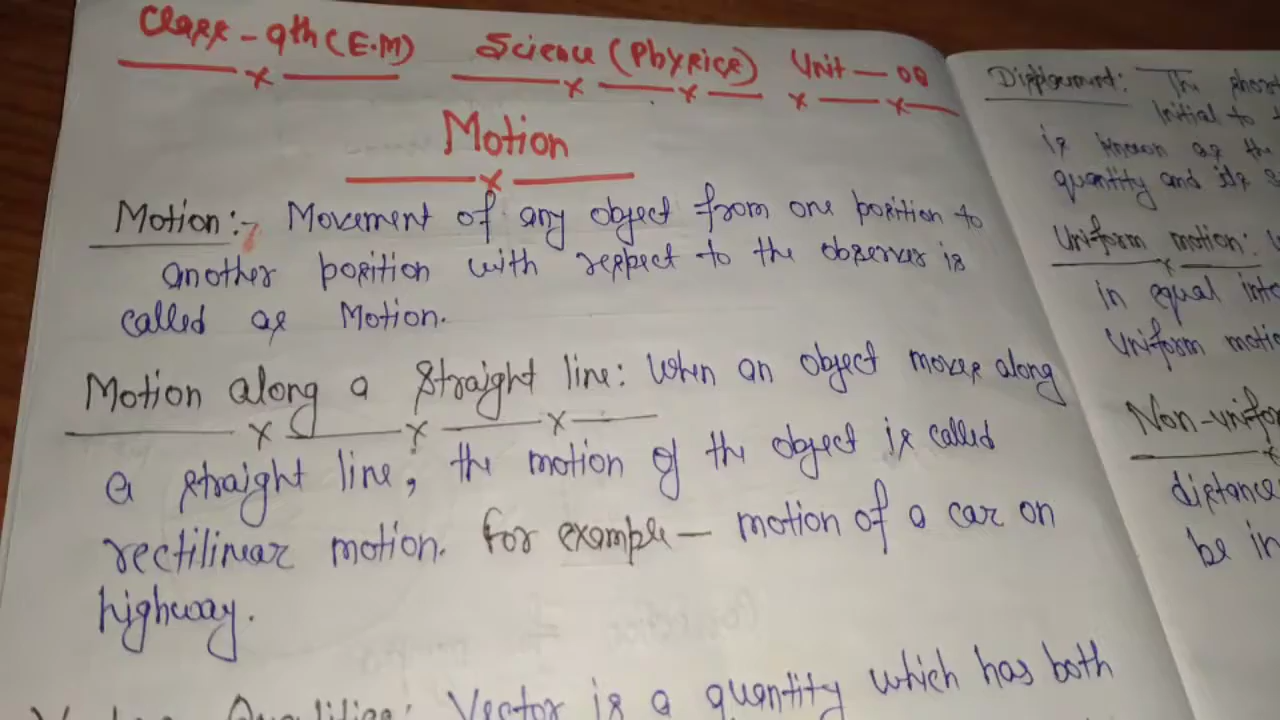 Class - 9th (E.M) Science (Physics) Unit - 08
Motion
Motion :- Movement of any object from one position to
another position with respect to the observer is
called as Motion.
Motion along a straight line: When an object moves along
a straight line, the motion of the object is called
rectilinear motion. For example - motion of a car on
highway.
Vector is a quantity which has both
Displacement: The
Initial to
is known as the
quantity and its
Uniform motion:
in equal
Uniform
Non-
distance
be in